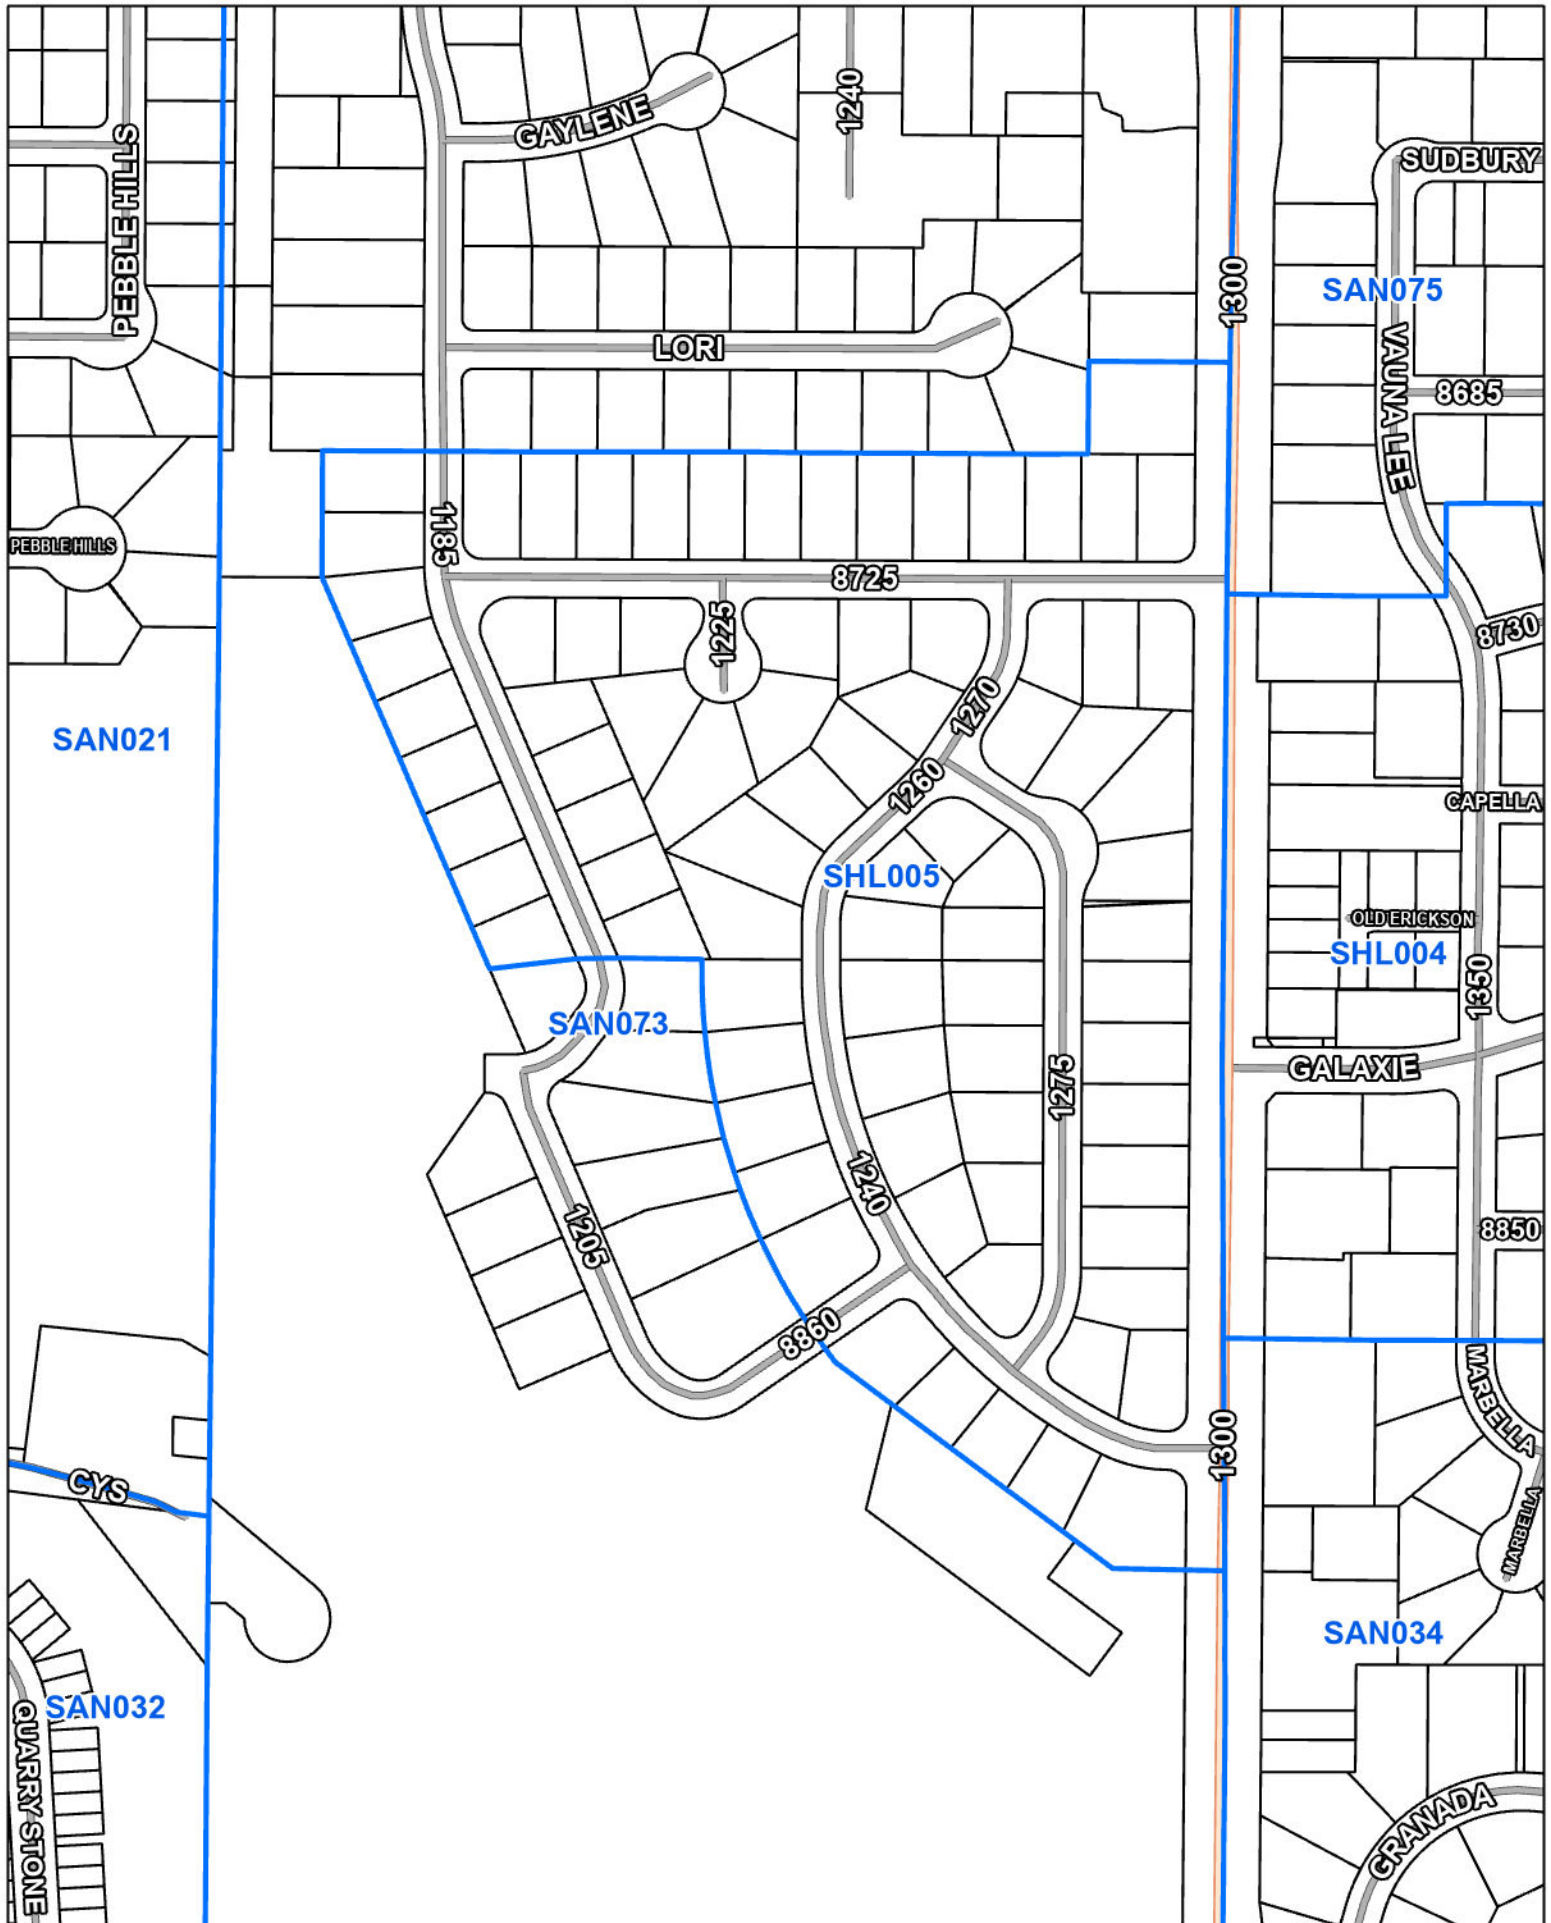 GAYLENE
1240
PEBBLE HILLS
SUDBURY
1300
SAN075
LORI
VAUNA LEE
8685
1185
PEBBLE HILLS
8725
1225
8730
1270
SAN021
1260
CAPELLA
SHL005
OLD ERICKSON
SHL004
1350
SAN073
GALAXIE
1275
1240
1205
8850
8860
MARBELLA
1300
CYS
MARBELLA
SAN034
SAN032
QUARRY STONE
GRANADA